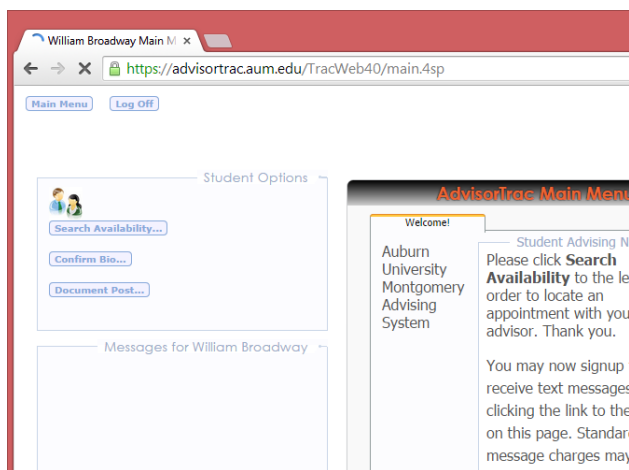 William Broadway Main M
https://advisortrac.aum.edu/TracWeb40/main.4sp
Main Menu Log Off
Student Options
Search Availability...
Confirm Bio...
Document Post...
Messages for William Broadway
AdvisorTrac Main Menu
Welcome!
Auburn
University
Montgomery
Advising
System
Student Advising N
Please click Search
Availability to the le
order to locate an
appointment with you
advisor. Thank you.
You may now signup
receive text messages
clicking the link to the
on this page. Standar
message charges may